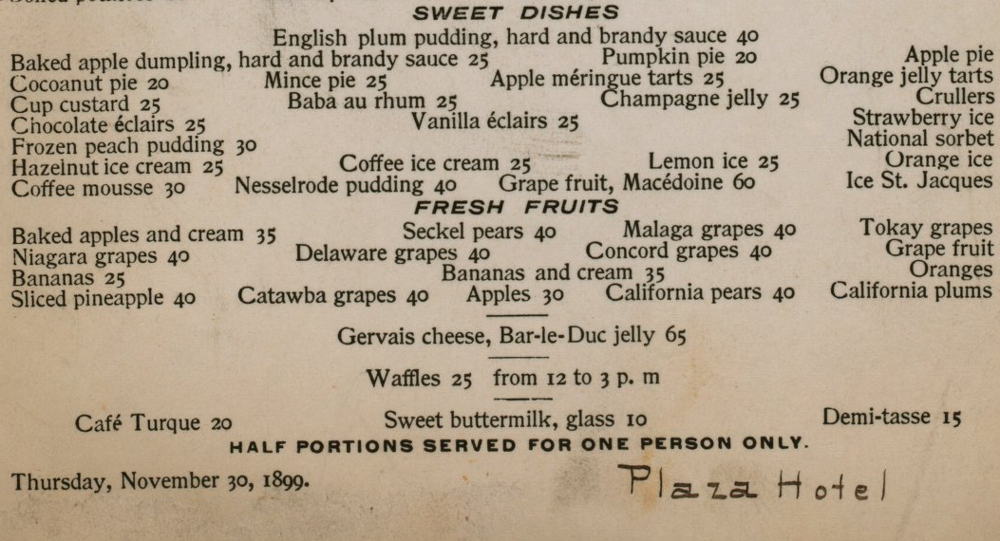 SWEET DISHES
English plum pudding, hard and brandy sauce 40
Baked apple dumpling, hard and brandy sauce 25 Pumpkin pie 20 Apple pie
Cocoanut pie 20 Mince pie 25 Apple méringue tarts 25 Orange jelly tarts
Cup custard 25 Baba au rhum 25 Champagne jelly 25 Crullers
Chocolate éclairs 25 Vanilla éclairs 25 Strawberry ice
Frozen peach pudding 30 National sorbet
Hazelnut ice cream 25 Coffee ice cream 25 Lemon ice 25 Orange ice
Coffee mousse 30 Nesselrode pudding 40 Grape fruit, Macédoine 60 Ice St. Jacques
FRESH FRUITS
Baked apples and cream 35 Seckel pears 40 Malaga grapes 40 Tokay grapes
Niagara grapes 40 Delaware grapes 40 Concord grapes 40 Grape fruit
Bananas 25 Bananas and cream 35 Oranges
Sliced pineapple 40 Catawba grapes 40 Apples 30 California pears 40 California plums
Gervais cheese, Bar-le-Duc jelly 65
Waffles 25 from 12 to 3 p. m
Café Turque 20 Sweet buttermilk, glass 10 Demi-tasse 15
HALF PORTIONS SERVED FOR ONE PERSON ONLY.
Thursday, November 30, 1899. Plaza Hotel